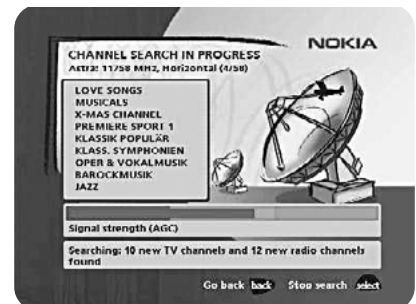 NOKIA
CHANNEL SEARCH IN PROGRESS
Astra: 11758 MHz, Horizontal (4/58)
LOVE SONGS
MUSICALS
X-MAS CHANNEL
PREMIERE SPORT 1
KLASSIK POPULÄR
KLASS. SYMPHONIEN
OPER & VOKALMUSIK
BAROCKMUSIK
JAZZ
Signal strength (AGC)
Searching: 10 new TV channels and 12 new radio channels
found
Go back back Stop search select